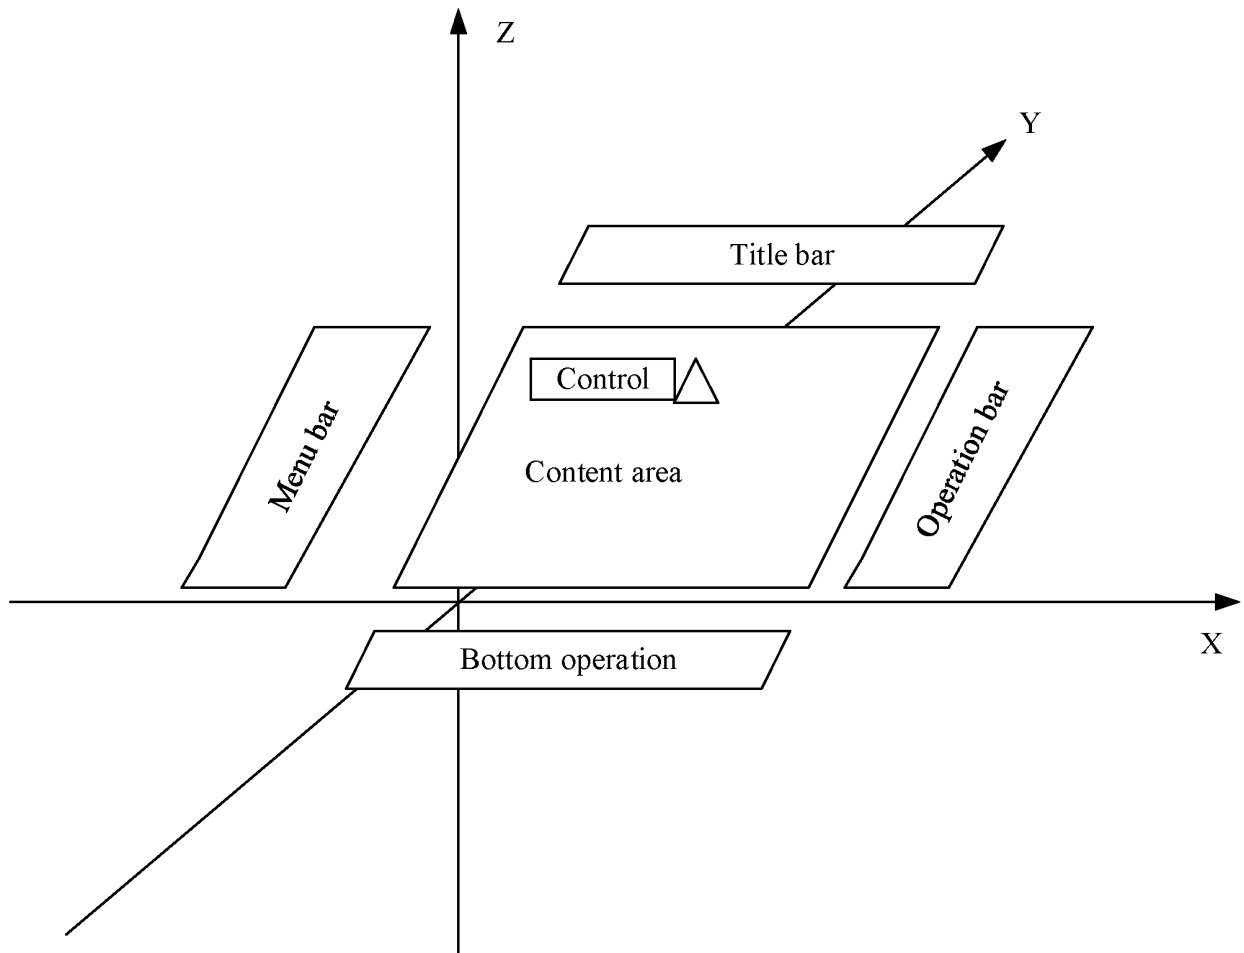 Z
Y
Title bar
Control
Menu bar
Content area
Operation bar
X
Bottom operation